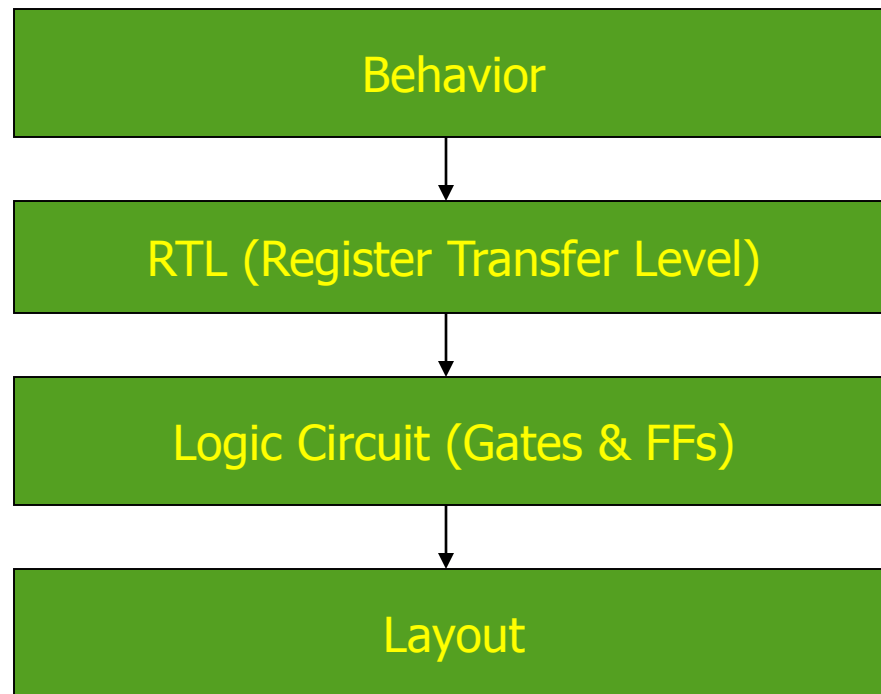 Behavior
RTL (Register Transfer Level)
Logic Circuit (Gates & FFs)
Layout